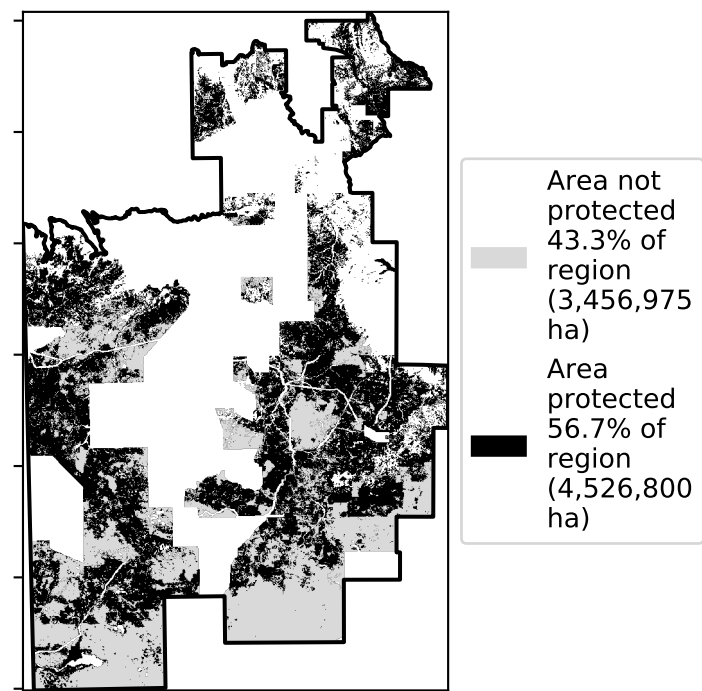 Area not
protected
43.3% of
region
(3,456,975
ha)
Area
protected
56.7% of
region
(4,526,800
ha)